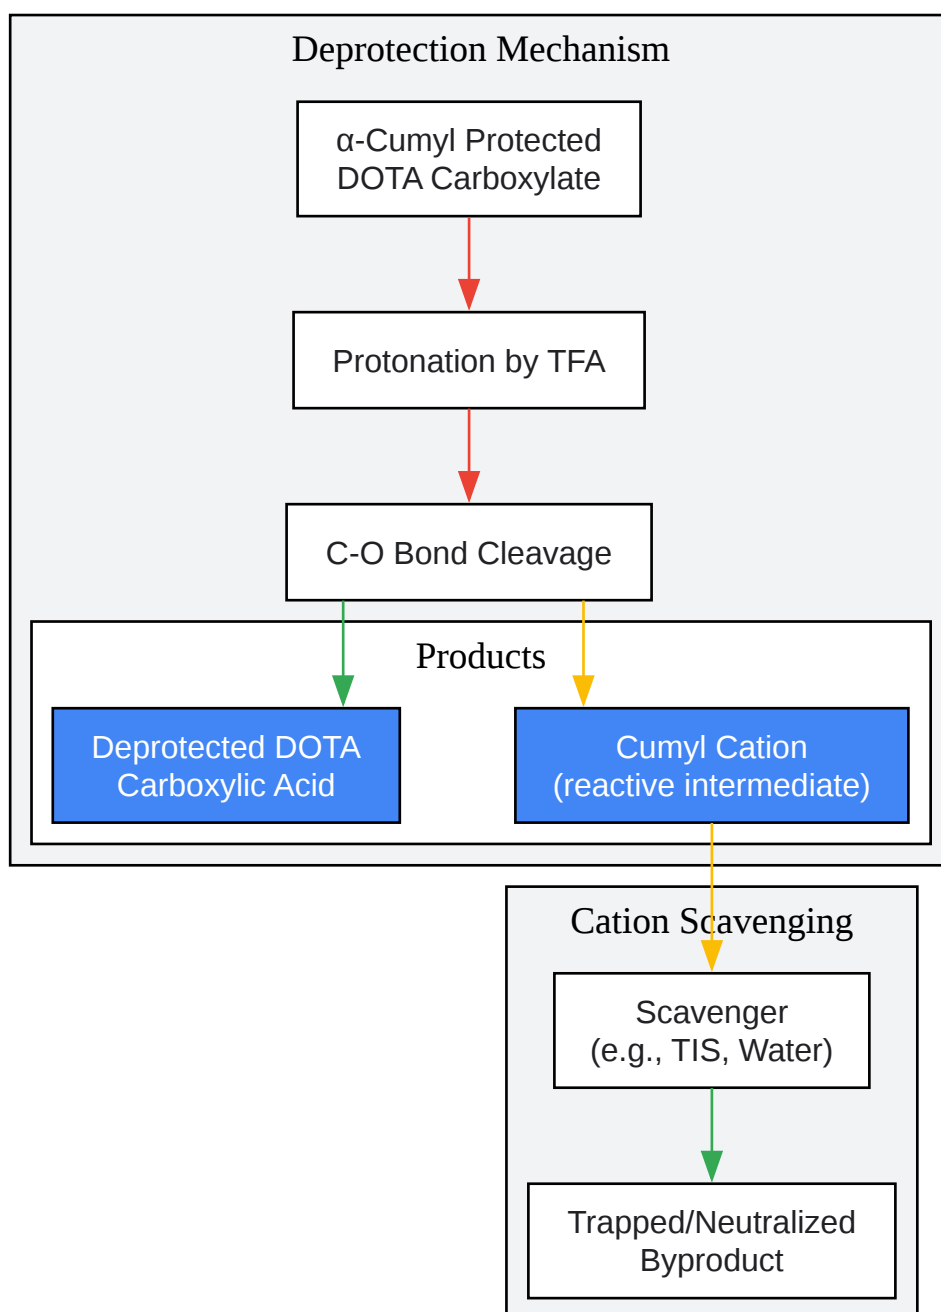 Deprotection Mechanism
α-Cumyl Protected
DOTA Carboxylate
Protonation by TFA
C-O Bond Cleavage
Products
Deprotected DOTA
Carboxylic Acid
Cumyl Cation
(reactive intermediate)
Cation Scavenging
Scavenger
(e.g., TIS, Water)
Trapped/Neutralized
Byproduct